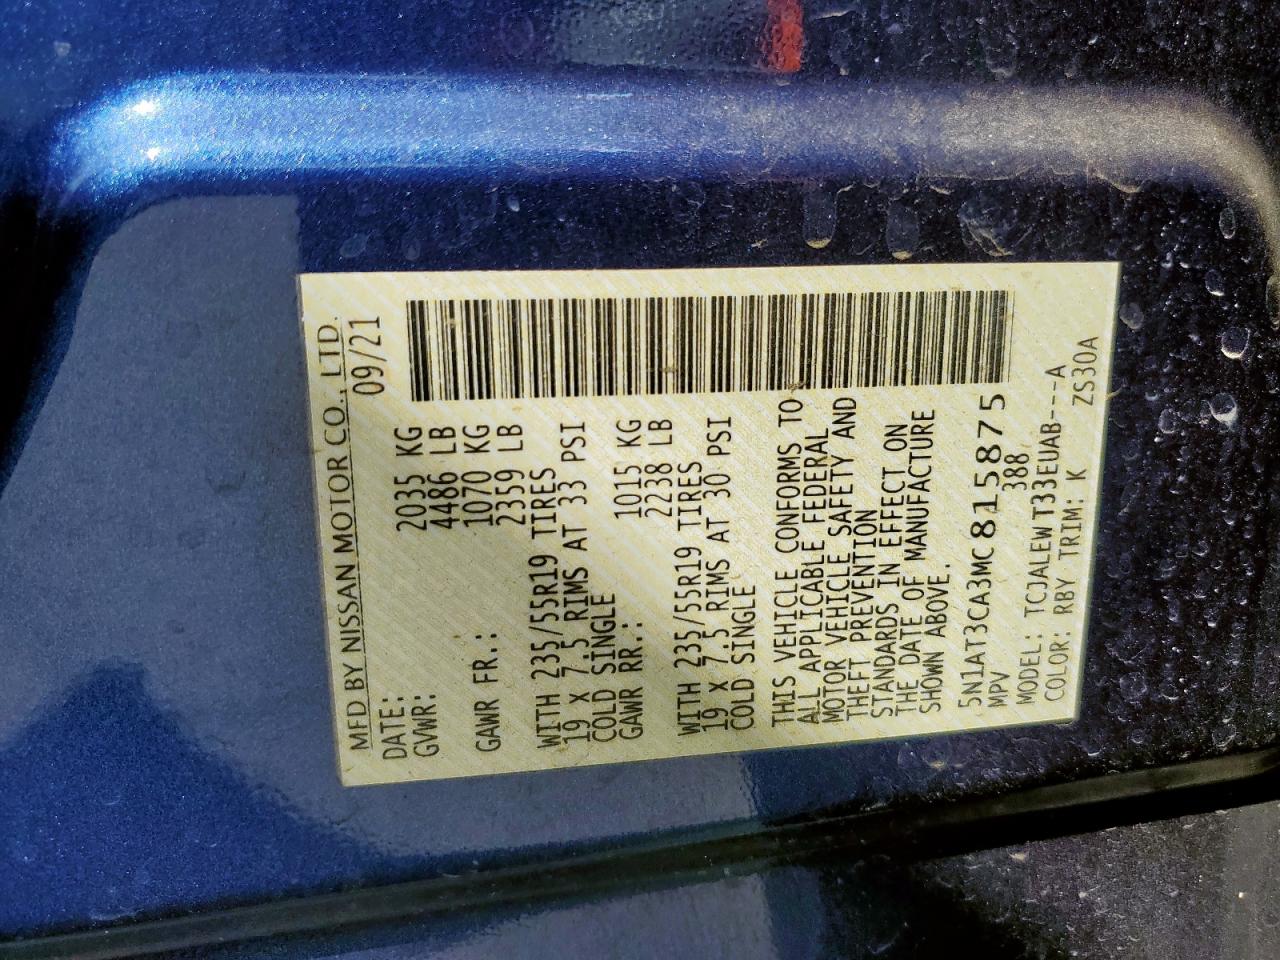 MFD BY NISSAN MOTOR CO., LTD.
DATE: 09/21
GVWR: 2035 KG
4486 LB
GAWR FR.: 1070 KG
2359 LB
WITH 235/55R19 TIRES
19 X 7.5 RIMS AT 33 PSI
COLD SINGLE
GAWR RR.: 1015 KG
2238 LB
WITH 235/55R19 TIRES
19 X 7.5 RIMS AT 30 PSI
COLD SINGLE
THIS VEHICLE CONFORMS TO
ALL APPLICABLE FEDERAL
MOTOR VEHICLE SAFETY AND
THEFT PREVENTION
STANDARDS IN EFFECT ON
THE DATE OF MANUFACTURE
SHOWN ABOVE.
5N1AT3CA3MC815875
MPV 388
MODEL: TCJALEWT33EUAB---A
COLOR: RBY TRIM: K ZS30A